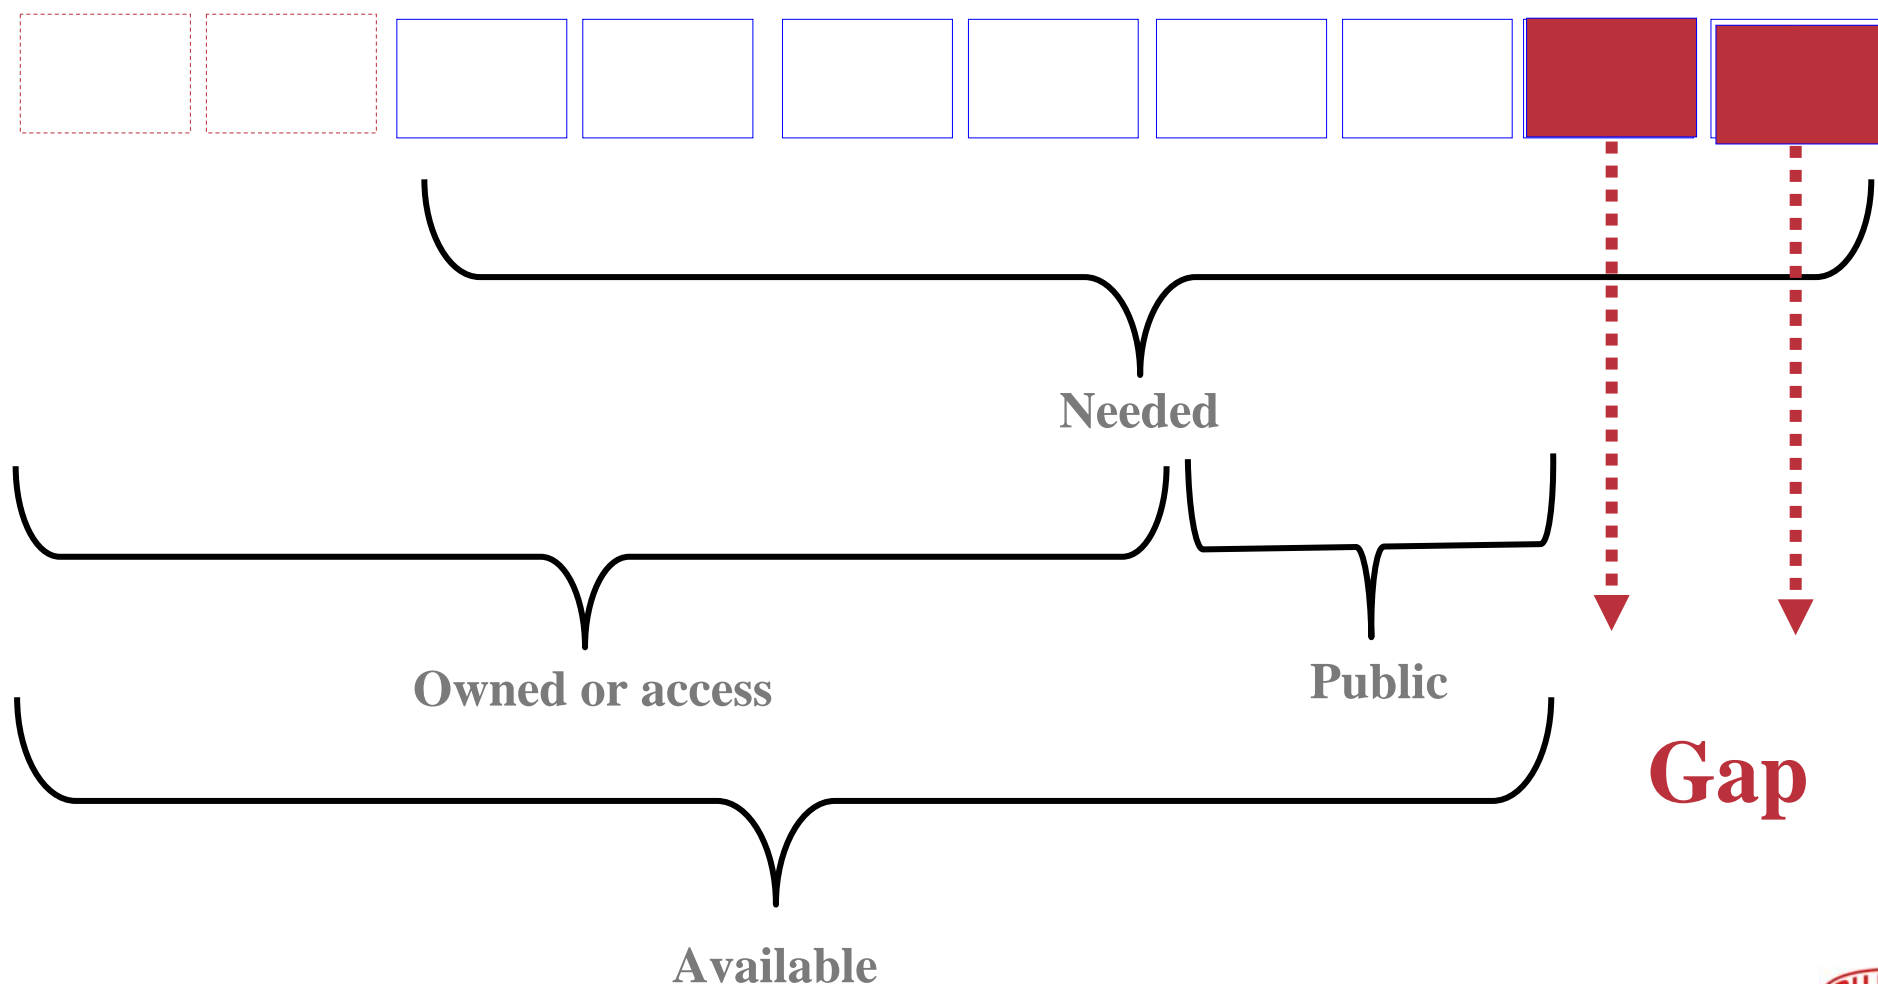 Needed
Owned or access
Public
Gap
Available